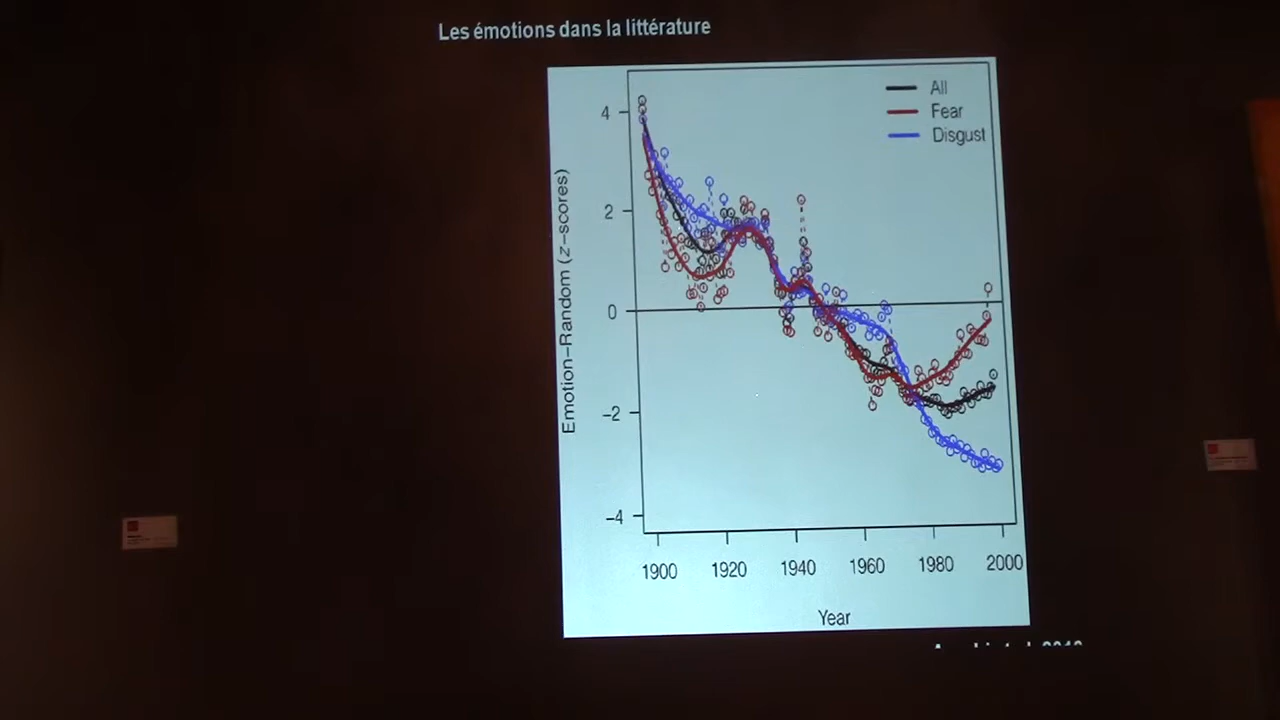 Les émotions dans la littérature
All
Fear
Disgust
4
2
0
−2
−4
Emotion−Random (z−scores)
1900 1920 1940 1960 1980 2000
Year